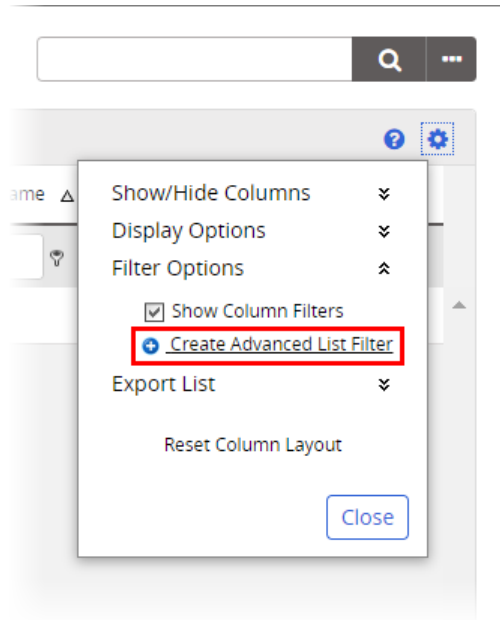 ame
Show/Hide Columns
Display Options
Filter Options
Show Column Filters
Create Advanced List Filter
Export List
Reset Column Layout
Close